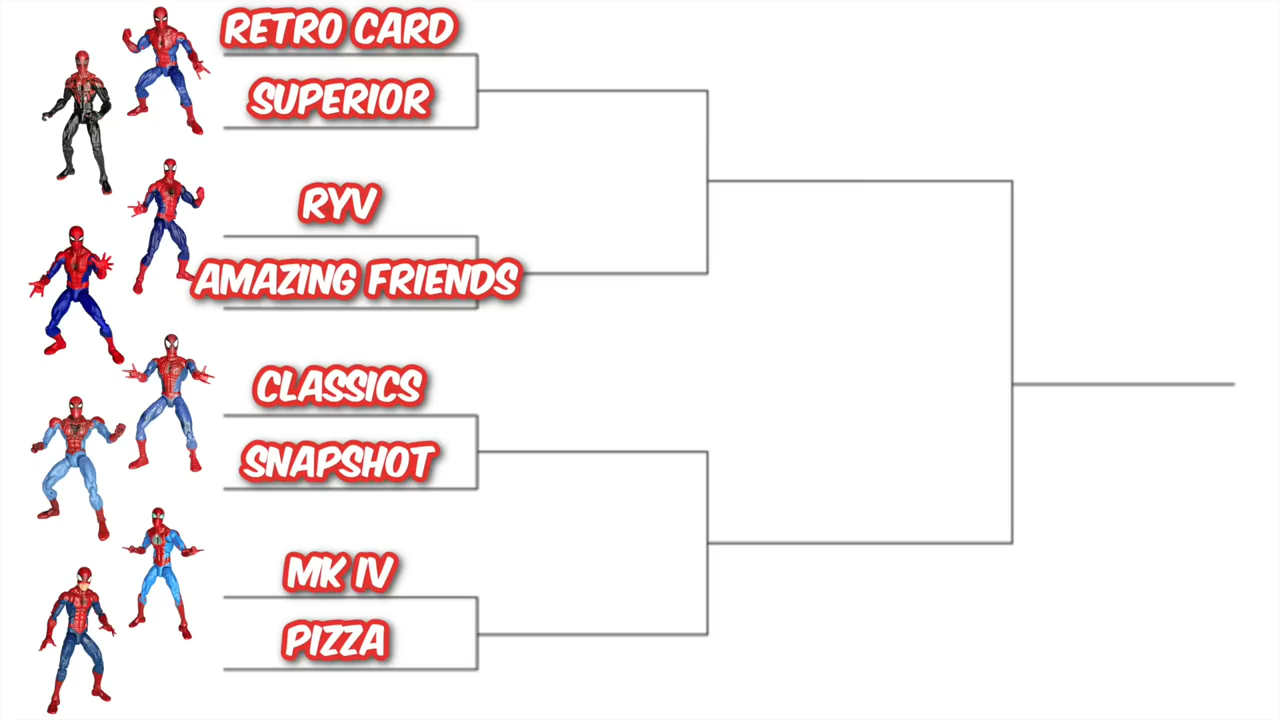 RETRO CARD
SUPERIOR
RYV
AMAZING FRIENDS
CLASSICS
SNAPSHOT
MK IV
PIZZA